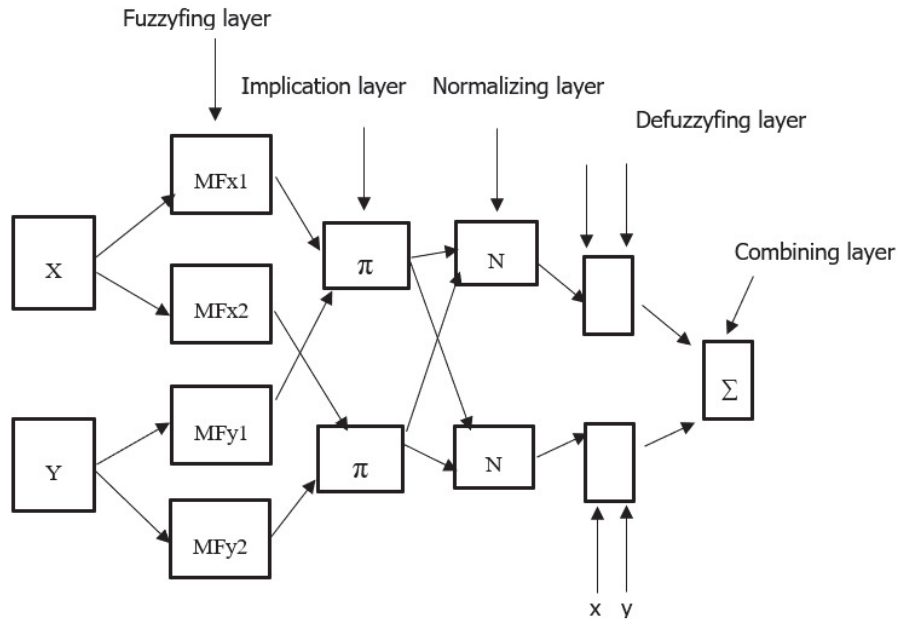 Fuzzyfing layer
Implication layer
Normalizing layer
Defuzzyfing layer
Combining layer
MFx1
X
π
N
MFx2
Σ
MFy1
Y
π
N
MFy2
x
y